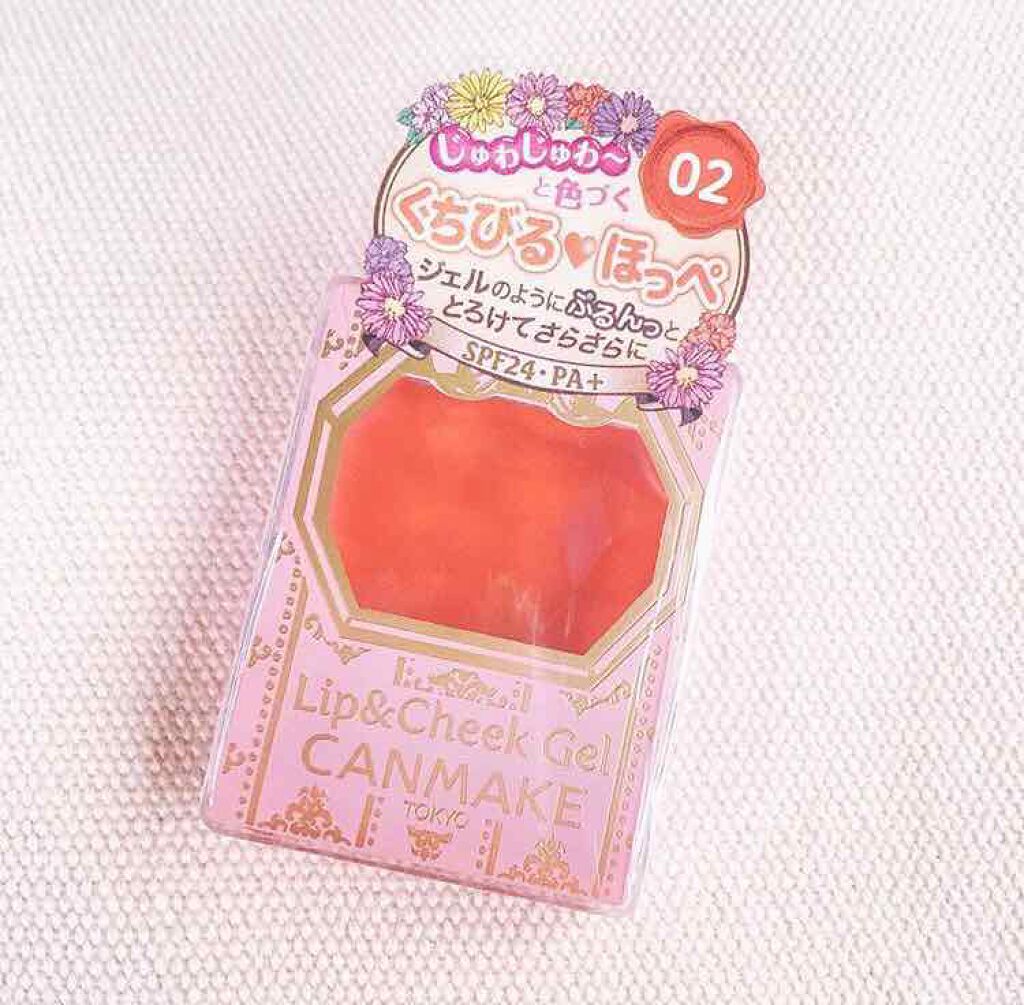 じゅわじゅわ～
と色づく
02
くちびる♥ほっぺ
ジェルのようにぷるんっと
とろけてさらさらに
SPF24・PA+
Lip&Cheek Gel
CANMAKE
TOKYO